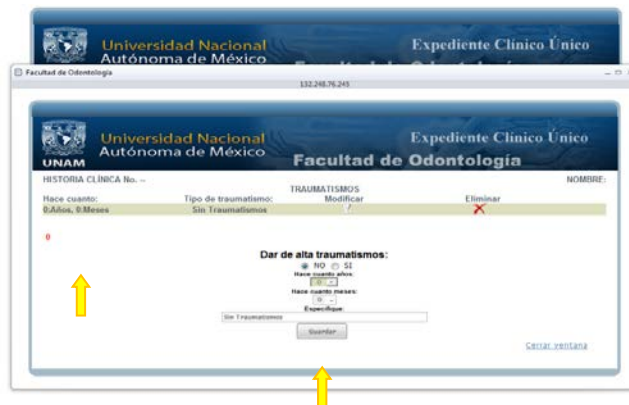 Universidad Nacional
Autónoma de México
Expediente Clínico Único
Facultad de Odontología
Facultad de Odontología
132.248.76.245
Universidad Nacional
Autónoma de México
Expediente Clínico Único
UNAM
Facultad de Odontología
HISTORIA CLÍNICA No. --
NOMBRE:
TRAUMATISMOS
Hace cuanto: Tipo de traumatismo: Modificar Eliminar
0:Años, 0:Meses Sin Traumatismos
0
Dar de alta traumatismos:
NO SI
Hace cuanto años:
0
Hace cuanto meses:
0
Especifique:
Sin Traumatismos
Guardar
Cerrar ventana